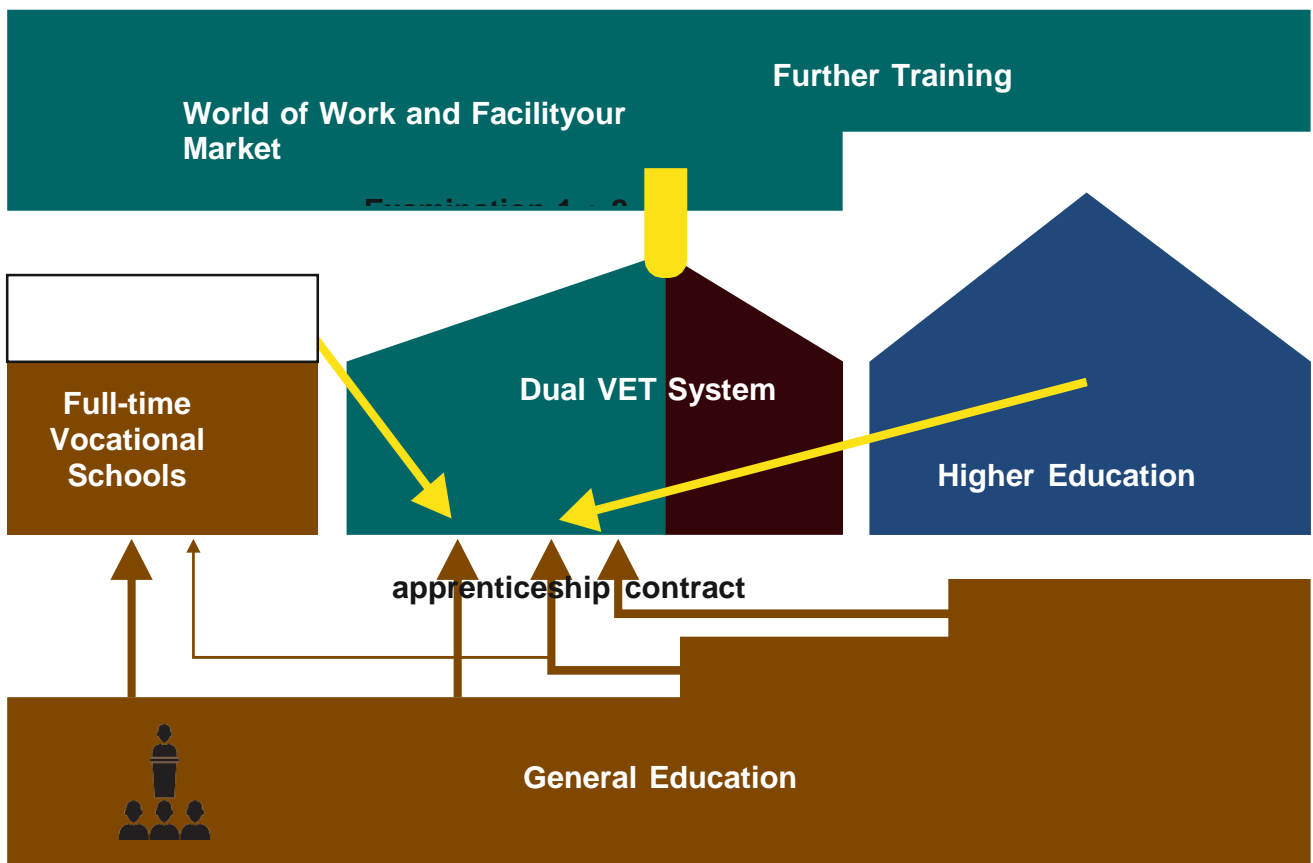 Further Training
World of Work and Facilityour
Market
Full-time
Vocational
Schools
Dual VET System
Higher Education
apprenticeship contract
General Education